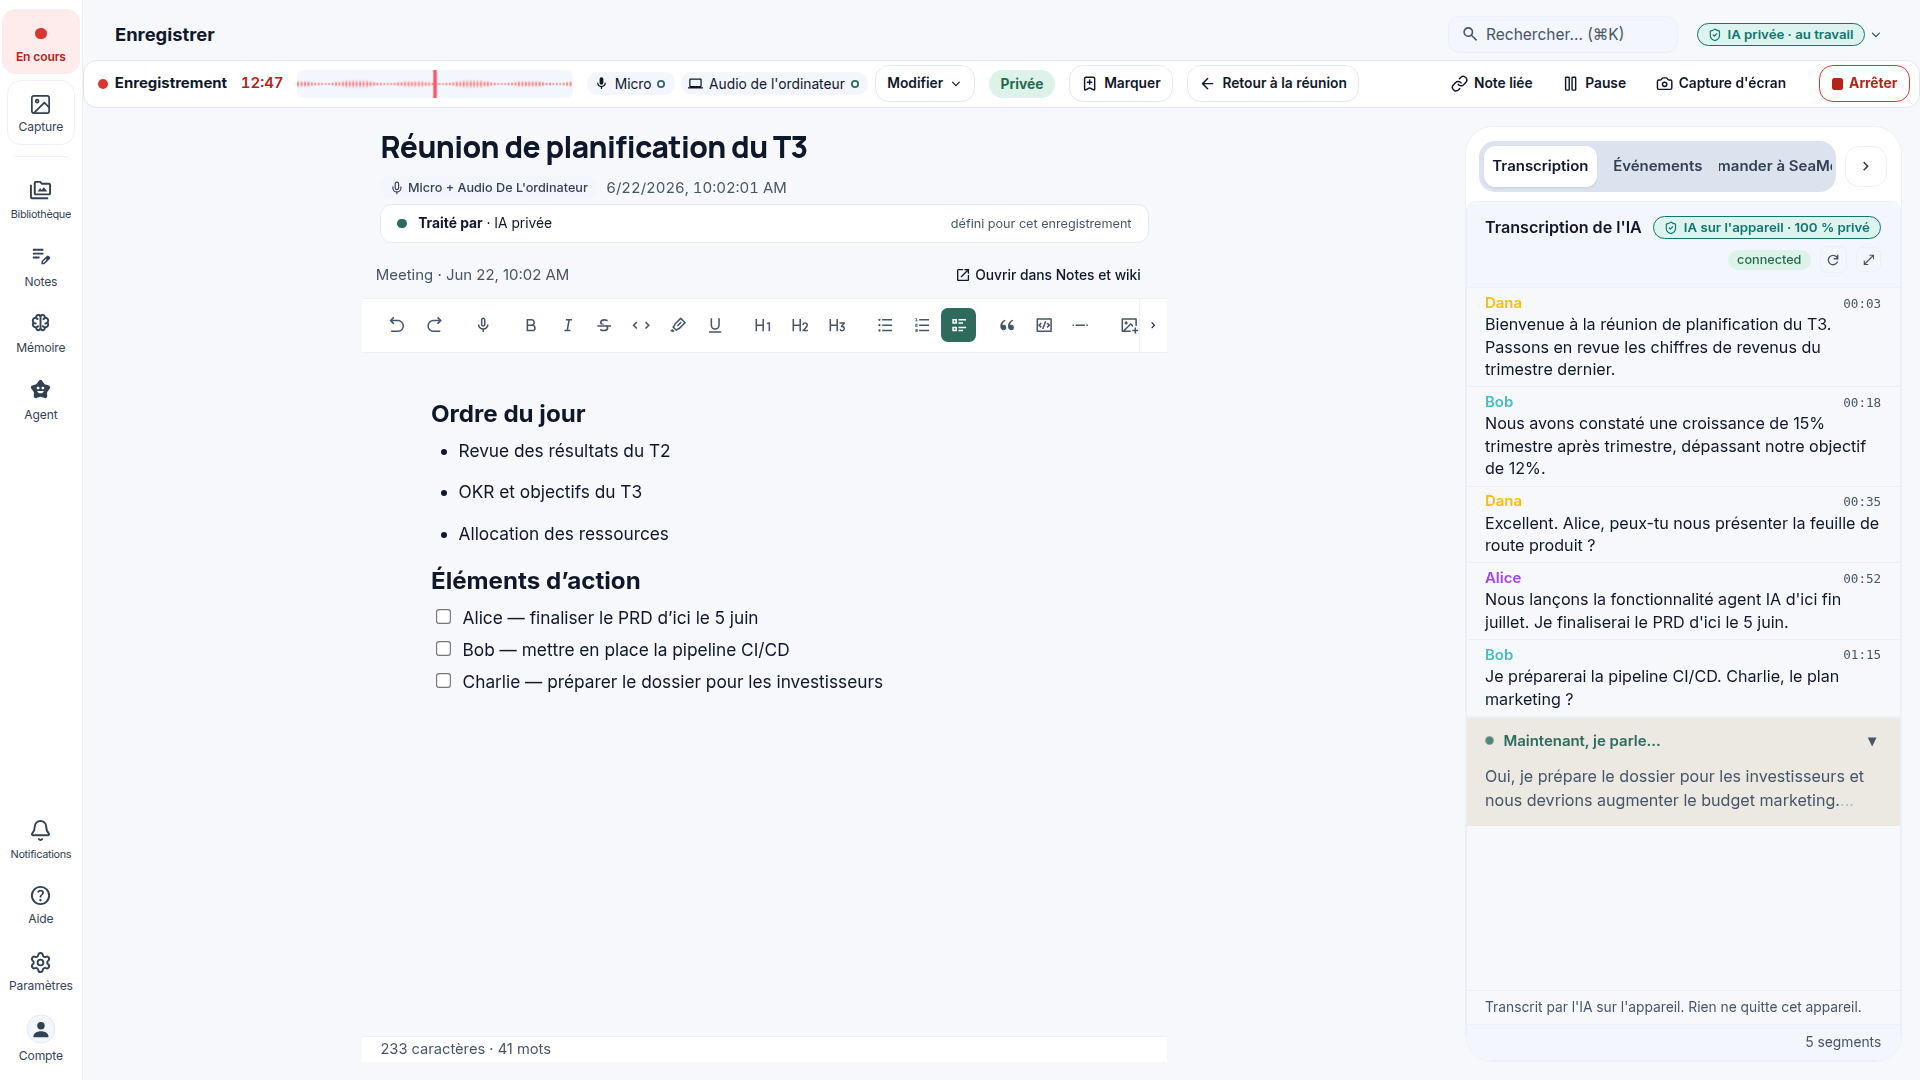 En cours
Capture
Bibliothèque
Notes
Mémoire
Agent
Notifications
Aide
Paramètres
Compte
Enregistrer
Rechercher... (⌘K)
IA privée · au travail
Enregistrement 12:47
Micro
Audio de l'ordinateur
Modifier
Privée
Marquer
Retour à la réunion
Note liée
Pause
Capture d'écran
Arrêter
Réunion de planification du T3
Micro + Audio De L'ordinateur 6/22/2026, 10:02:01 AM
Traité par · IA privée
défini pour cet enregistrement
Meeting · Jun 22, 10:02 AM
Ouvrir dans Notes et wiki
B I S U H1 H2 H3
Ordre du jour
• Revue des résultats du T2
• OKR et objectifs du T3
• Allocation des ressources
Éléments d’action
Alice — finaliser le PRD d’ici le 5 juin
Bob — mettre en place la pipeline CI/CD
Charlie — préparer le dossier pour les investisseurs
233 caractères · 41 mots
Transcription
Événements
mander à SeaM
Transcription de l'IA
IA sur l'appareil · 100 % privé
connected
Dana 00:03
Bienvenue à la réunion de planification du T3.
Passons en revue les chiffres de revenus du
trimestre dernier.
Bob 00:18
Nous avons constaté une croissance de 15%
trimestre après trimestre, dépassant notre objectif
de 12%.
Dana 00:35
Excellent. Alice, peux-tu nous présenter la feuille de
route produit ?
Alice 00:52
Nous lançons la fonctionnalité agent IA d'ici fin
juillet. Je finaliserai le PRD d'ici le 5 juin.
Bob 01:15
Je préparerai la pipeline CI/CD. Charlie, le plan
marketing ?
Maintenant, je parle...
Oui, je prépare le dossier pour les investisseurs et
nous devrions augmenter le budget marketing....
Transcrit par l'IA sur l'appareil. Rien ne quitte cet appareil.
5 segments